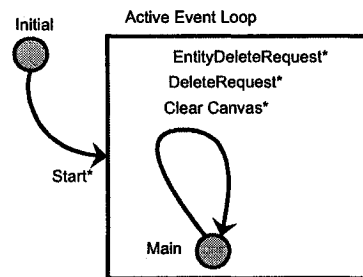 Active Event Loop
Initial
EntityDeleteRequest*
DeleteRequest*
Clear Canvas*
Start*
Main